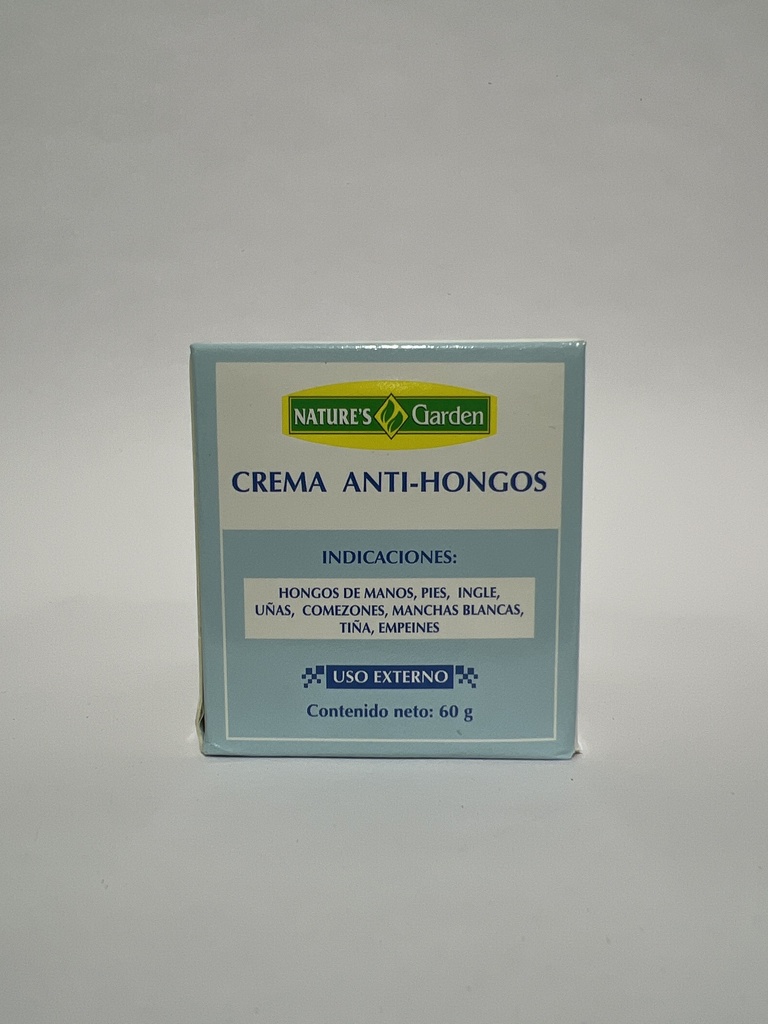 NATURE'S Garden
CREMA ANTI-HONGOS
INDICACIONES:
HONGOS DE MANOS, PIES, INGLE,
UÑAS, COMEZONES, MANCHAS BLANCAS,
TIÑA, EMPEINES
USO EXTERNO
Contenido neto: 60 g